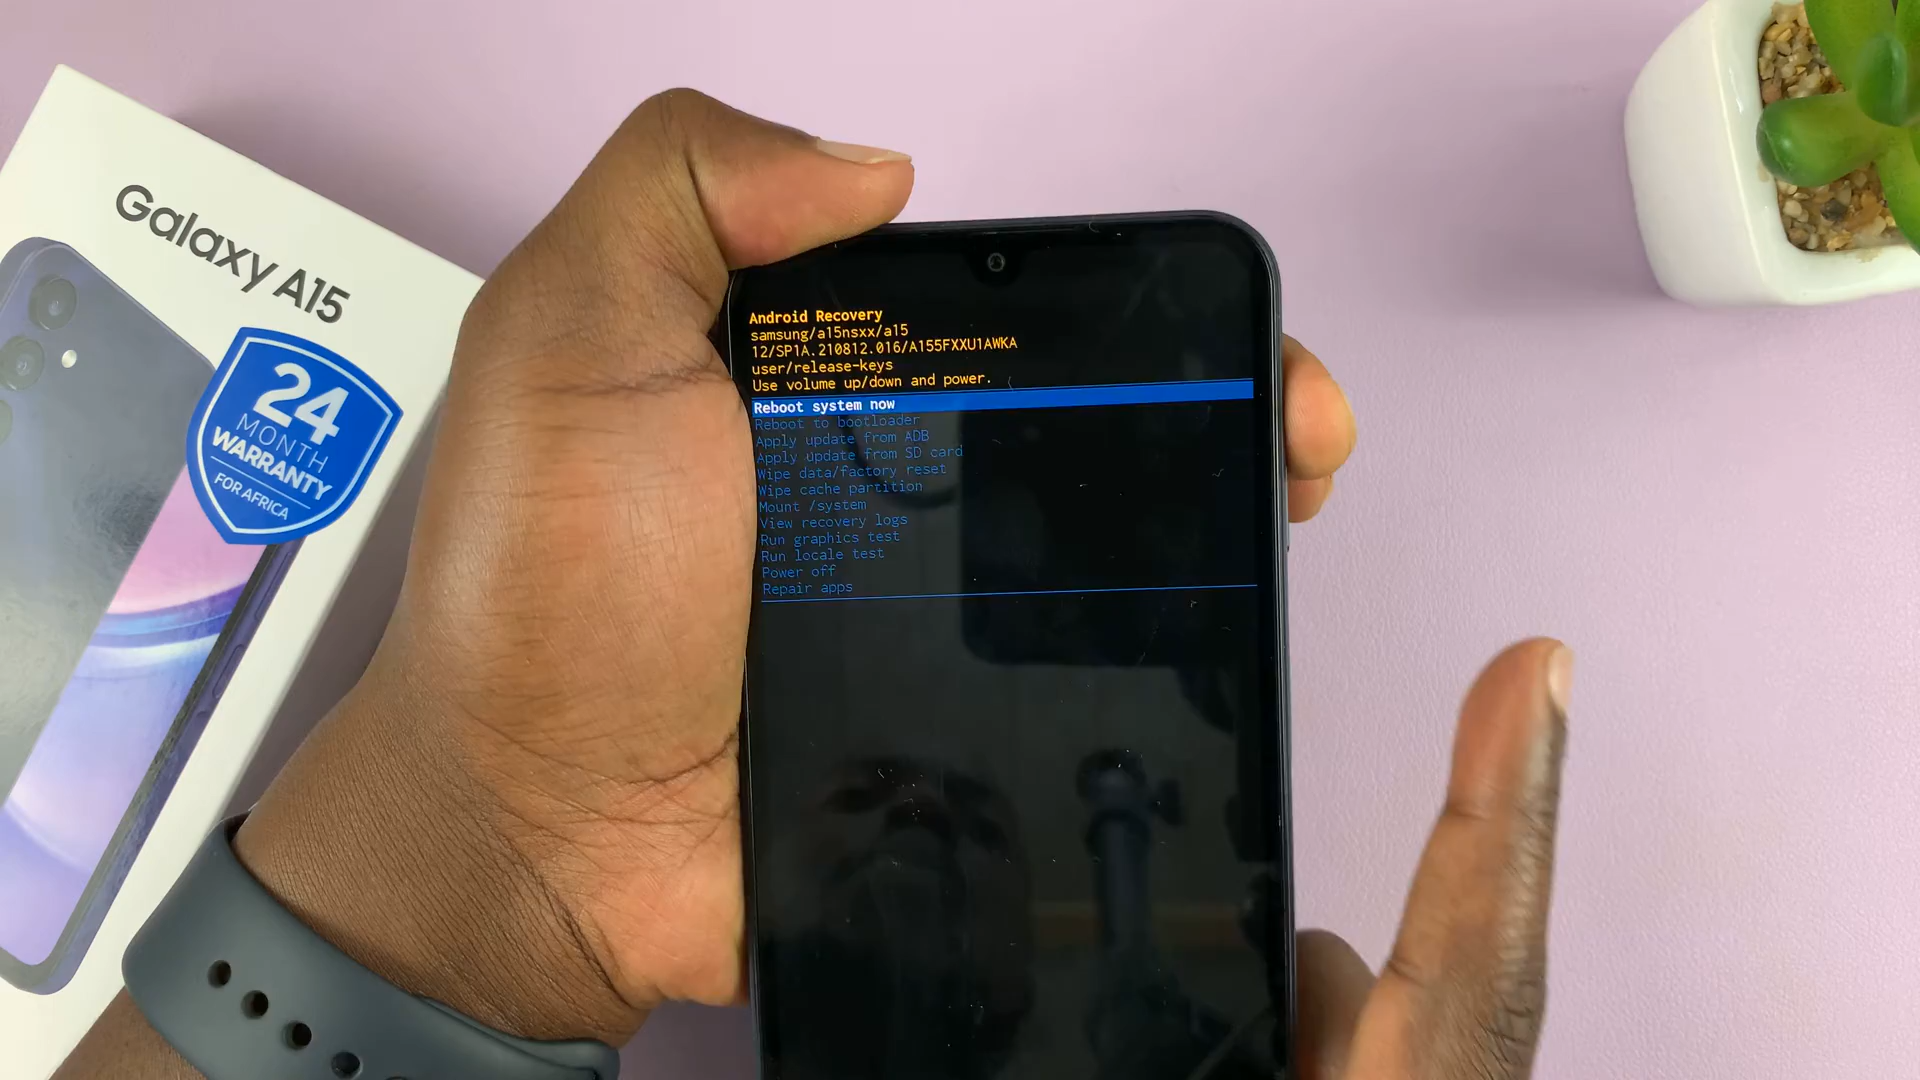 Galaxy A15
24
MONTH
WARRANTY
FOR AFRICA
Android Recovery
samsung/a15nsxx/a15
12/SP1A.210812.016/A155FXXU1AWKA
user/release-keys
Use volume up/down and power.
Reboot system now
Reboot to bootloader
Apply update from ADB
Apply update from SD card
Wipe data/factory reset
Wipe cache partition
Mount /system
View recovery logs
Run graphics test
Run locale test
Power off
Repair apps